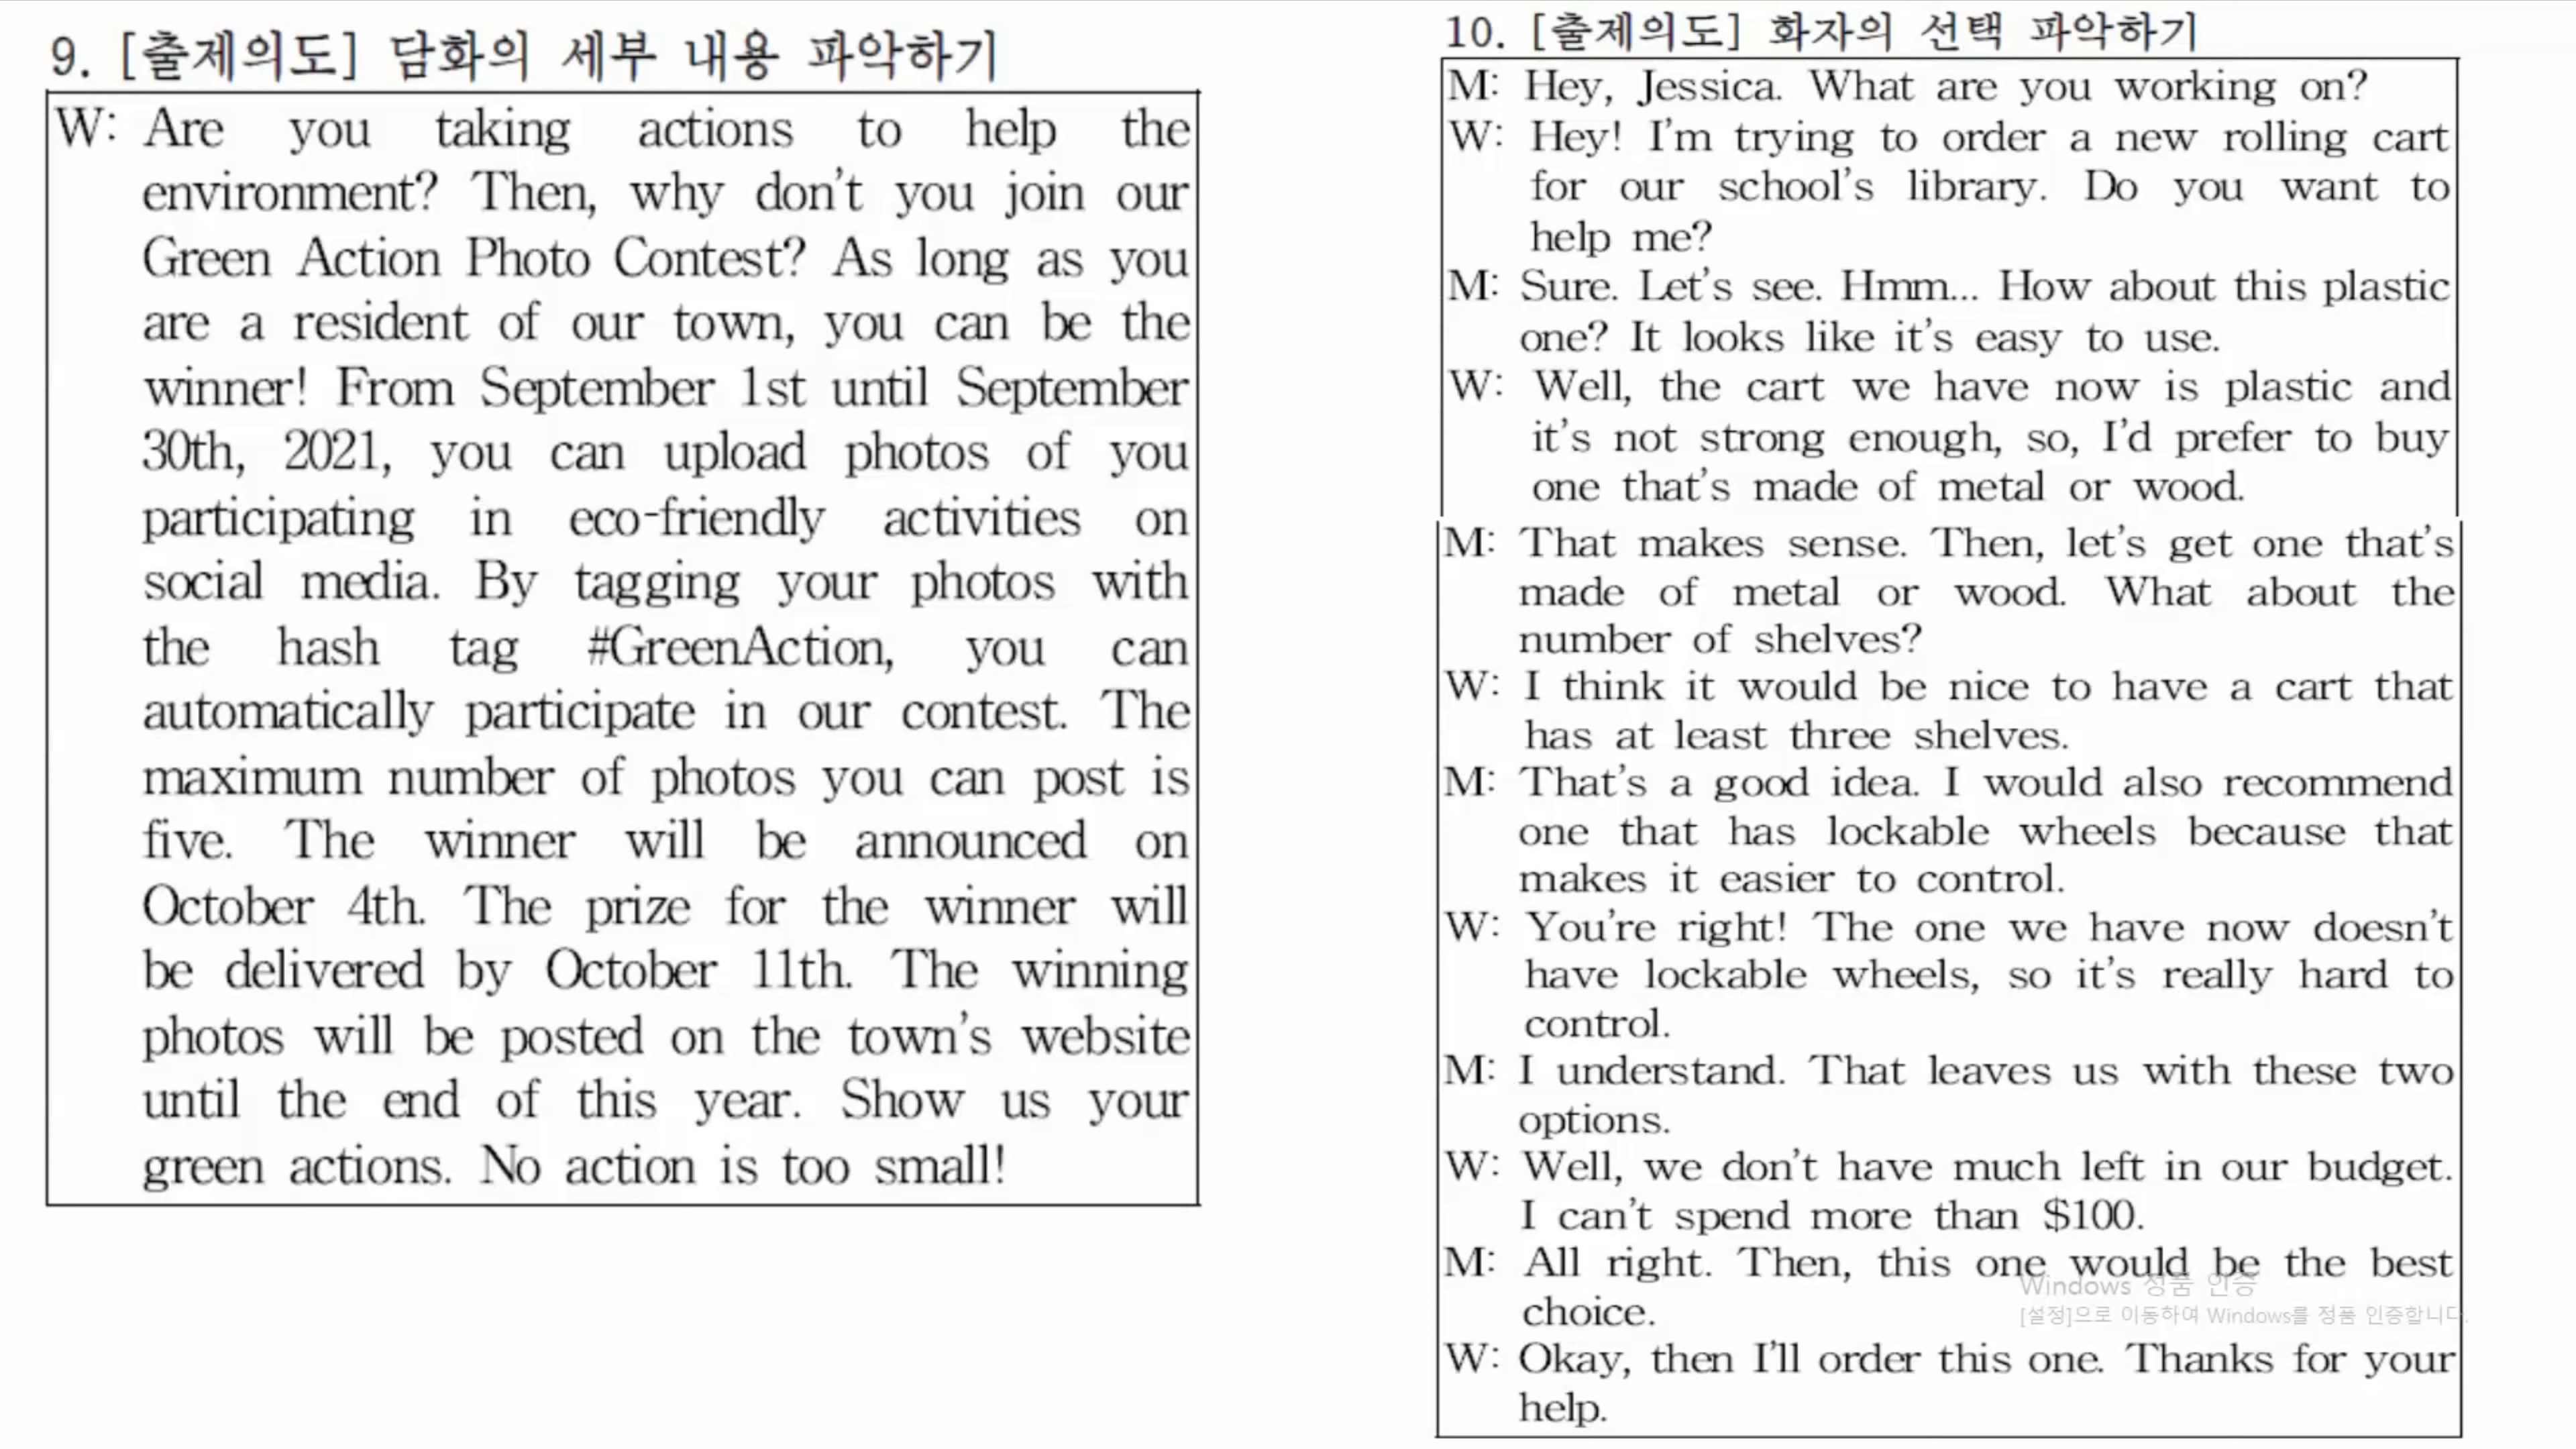 9. [출제의도] 담화의 세부 내용 파악하기
W: Are you taking actions to help the
environment? Then, why don't you join our
Green Action Photo Contest? As long as you
are a resident of our town, you can be the
winner! From September 1st until September
30th, 2021, you can upload photos of you
participating in eco-friendly activities on
social media. By tagging your photos with
the hash tag #GreenAction, you can
automatically participate in our contest. The
maximum number of photos you can post is
five. The winner will be announced on
October 4th. The prize for the winner will
be delivered by October 11th. The winning
photos will be posted on the town's website
until the end of this year. Show us your
green actions. No action is too small!
10. [출제의도] 화자의 선택 파악하기
M: Hey, Jessica. What are you working on?
W: Hey! I'm trying to order a new rolling cart
for our school's library. Do you want to
help me?
M: Sure. Let's see. Hmm... How about this plastic
one? It looks like it's easy to use.
W: Well, the cart we have now is plastic and
it's not strong enough, so, I'd prefer to buy
one that's made of metal or wood.
M: That makes sense. Then, let's get one that's
made of metal or wood. What about the
number of shelves?
W: I think it would be nice to have a cart that
has at least three shelves.
M: That's a good idea. I would also recommend
one that has lockable wheels because that
makes it easier to control.
W: You're right! The one we have now doesn't
have lockable wheels, so it's really hard to
control.
M: I understand. That leaves us with these two
options.
W: Well, we don't have much left in our budget.
I can't spend more than $100.
M: All right. Then, this one would be the best
choice.
W: Okay, then I'll order this one. Thanks for your
help.
Windows 정품 인증
[설정]으로 이동하여 Windows를 정품 인증합니다.